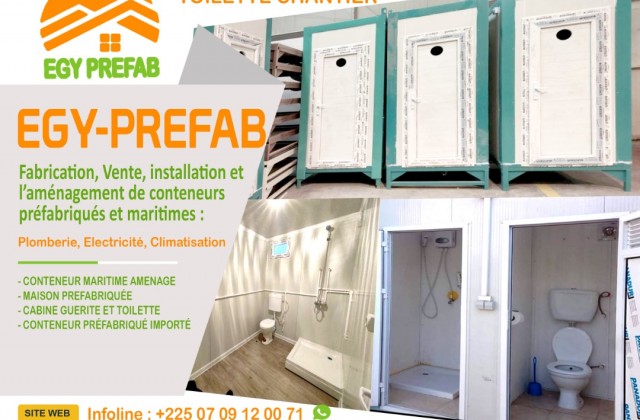 TOILETTE CHANTIER
EGY PREFAB
EGY-PREFAB
Fabrication, Vente, installation et
l’aménagement de conteneurs
préfabriqués et maritimes :
Plomberie, Electricité, Climatisation
- CONTENEUR MARITIME AMENAGE
- MAISON PREFABRIQUÉE
- CABINE GUERITE ET TOILETTE
- CONTENEUR PRÉFABRIQUÉ IMPORTÉ
SITE WEB
Infoline : +225 07 09 12 00 71